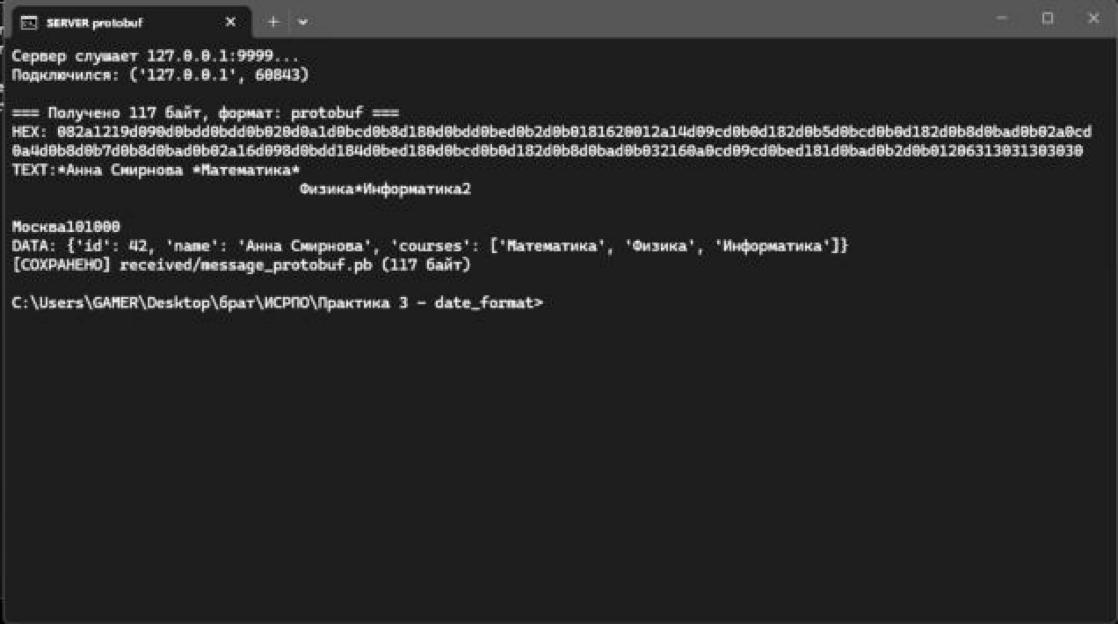 SERVER protobuf
Сервер слушает 127.0.0.1:9999...
Подключился: ('127.0.0.1', 60843)
=== Получено 117 байт, формат: protobuf ===
HEX: 082a1219d090d0bdd0bdd0b020d0a1d0bcd0b8d180d0bdd0bed0b2d0b0181620012a14d09cd0b0d182d0b5d0bcd0b0d182d0b8d0bad0b02a0cd
0a4d0b8d0b7d0b8d0bad0b02a16d098d0bdd184d0bed180d0bcd0b0d182d0b8d0bad0b032160a0cd09cd0bed181d0bad0b2d0b01206313031303030
TEXT:*Анна Смирнова *Математика*
Физика*Информатика2
Москва101000
DATA: {'id': 42, 'name': 'Анна Смирнова', 'courses': ['Математика', 'Физика', 'Информатика']}
[СОХРАНЕНО] received/message_protobuf.pb (117 байт)
C:\Users\GAMER\Desktop\брат\ИСРПО\Практика 3 - date_format>